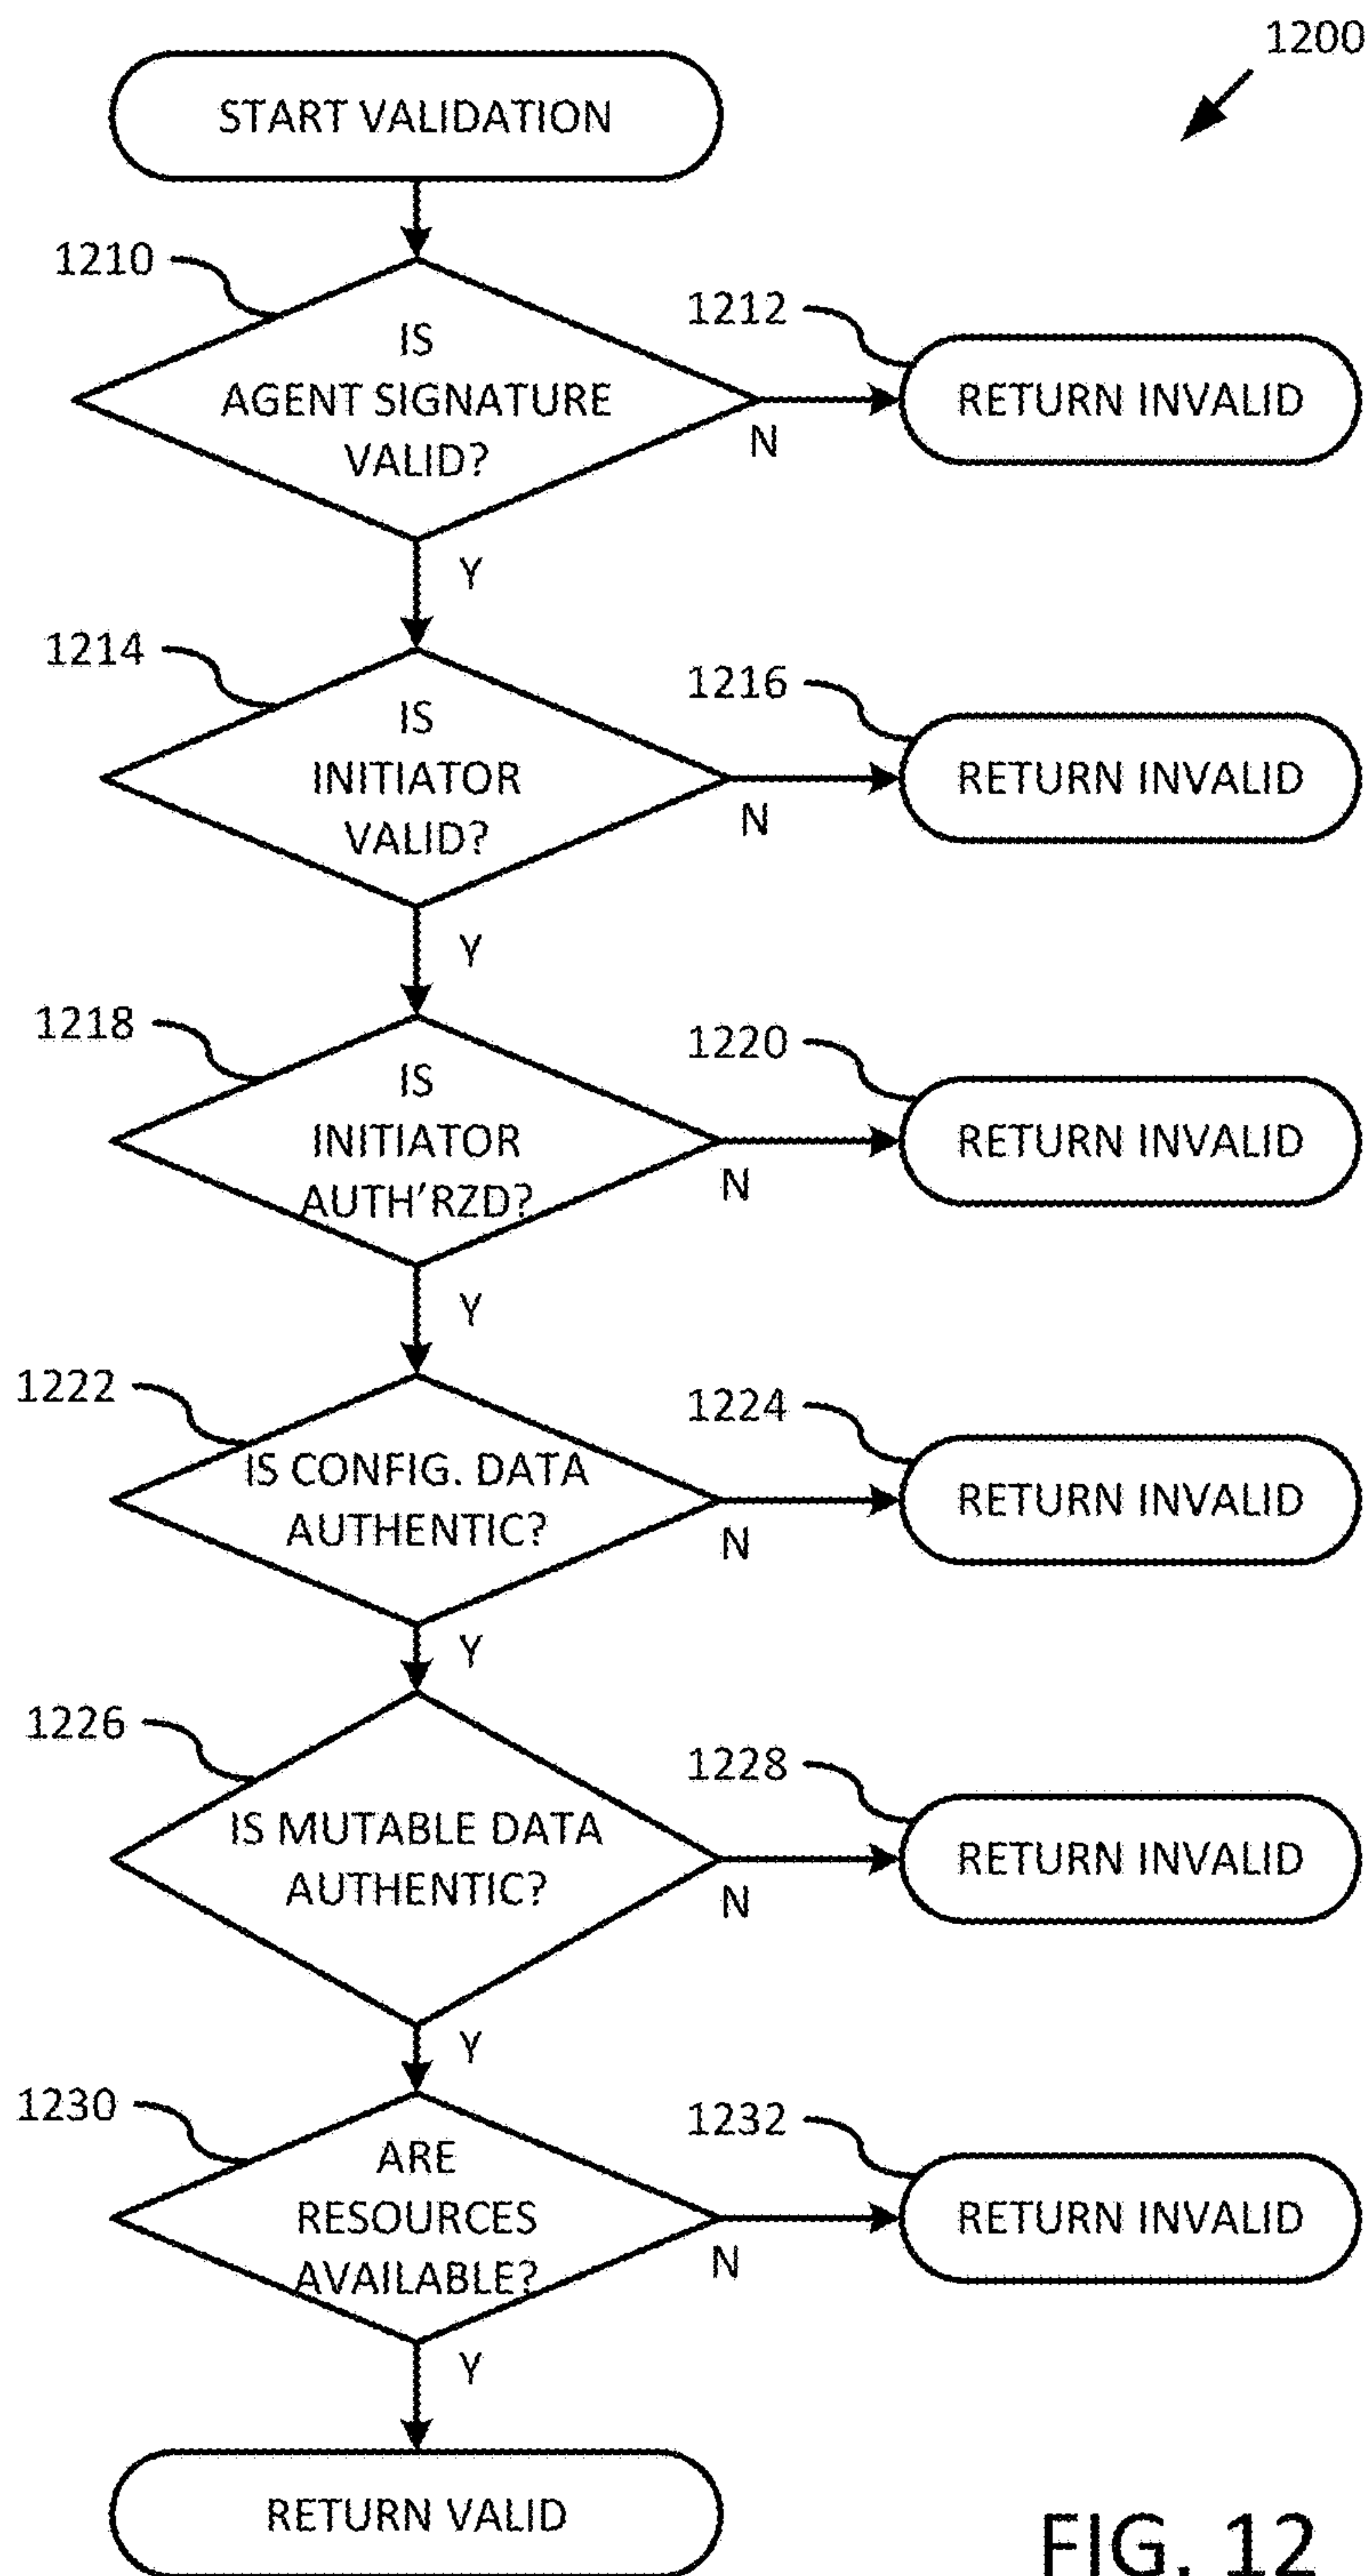 1200
START VALIDATION
1210
IS
AGENT SIGNATURE
VALID?
N
Y
1212
RETURN INVALID
1214
IS
INITIATOR
VALID?
N
Y
1216
RETURN INVALID
1218
IS
INITIATOR
AUTH'RZD?
N
Y
1220
RETURN INVALID
1222
IS CONFIG. DATA
AUTHENTIC?
N
Y
1224
RETURN INVALID
1226
IS MUTABLE DATA
AUTHENTIC?
N
Y
1228
RETURN INVALID
1230
ARE
RESOURCES
AVAILABLE?
N
Y
1232
RETURN INVALID
RETURN VALID
FIG. 12